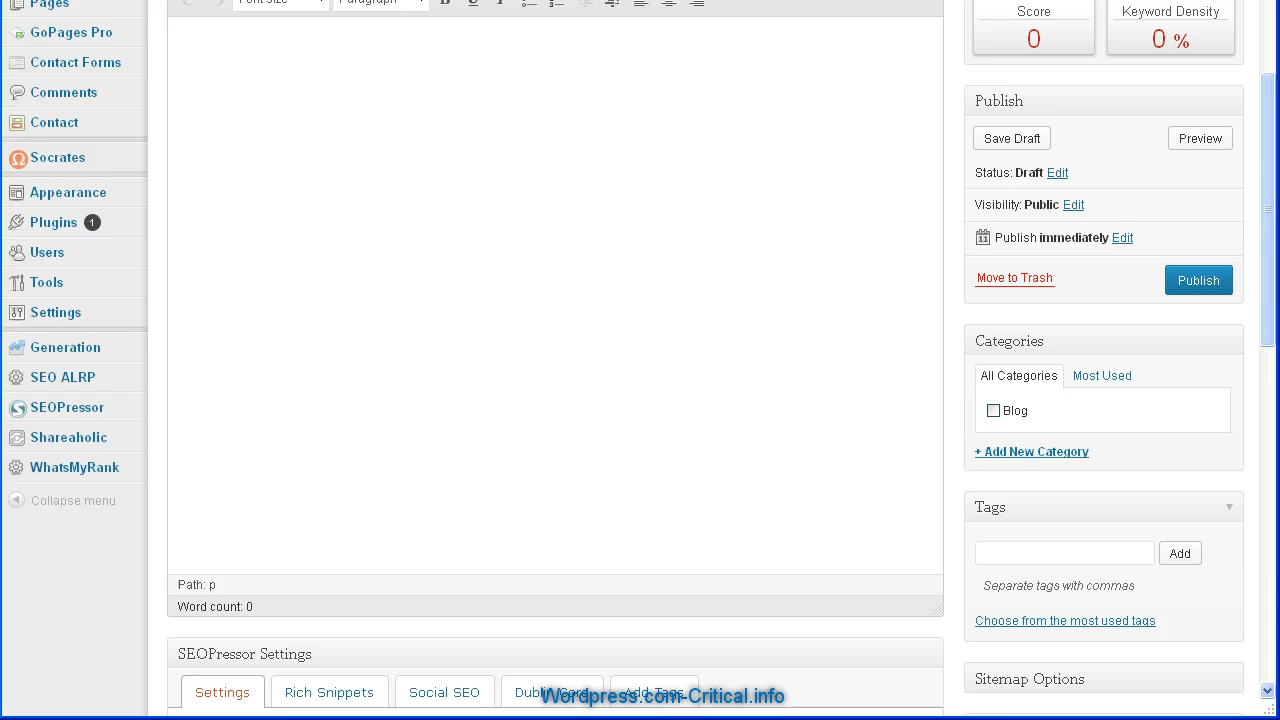 Pages
Font size Paragraph B U I
Score
Keyword Density
0
0 %
GoPages Pro
Contact Forms
Comments
Contact
Socrates
Appearance
Plugins 1
Users
Tools
Settings
Generation
SEO ALRP
SEOPressor
Shareaholic
WhatsMyRank
Collapse menu
Path: p
Word count: 0
SEOPressor Settings
Settings
Rich Snippets
Social SEO
Dublin Core
Add Tags
Wordpress.com-Critical.info
Publish
Save Draft
Preview
Status: Draft Edit
Visibility: Public Edit
Publish immediately Edit
Move to Trash
Publish
Categories
All Categories
Most Used
Blog
+ Add New Category
Tags
Add
Separate tags with commas
Choose from the most used tags
Sitemap Options